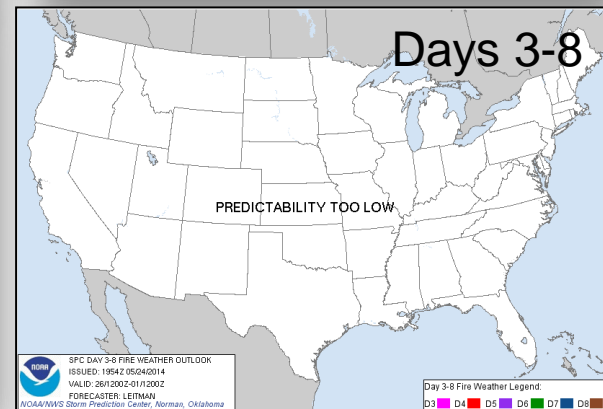 Days 3-8
PREDICTABILITY TOO LOW
NOAA
SPC DAY 3-8 FIRE WEATHER OUTLOOK
ISSUED: 1954Z 05/24/2014
VALID: 26/1200Z-01/1200Z
FORECASTER: LEITMAN
NOAA/NWS Storm Prediction Center, Norman, Oklahoma
Day 3-8 Fire Weather Legend:
D3 D4 D5 D6 D7 D8